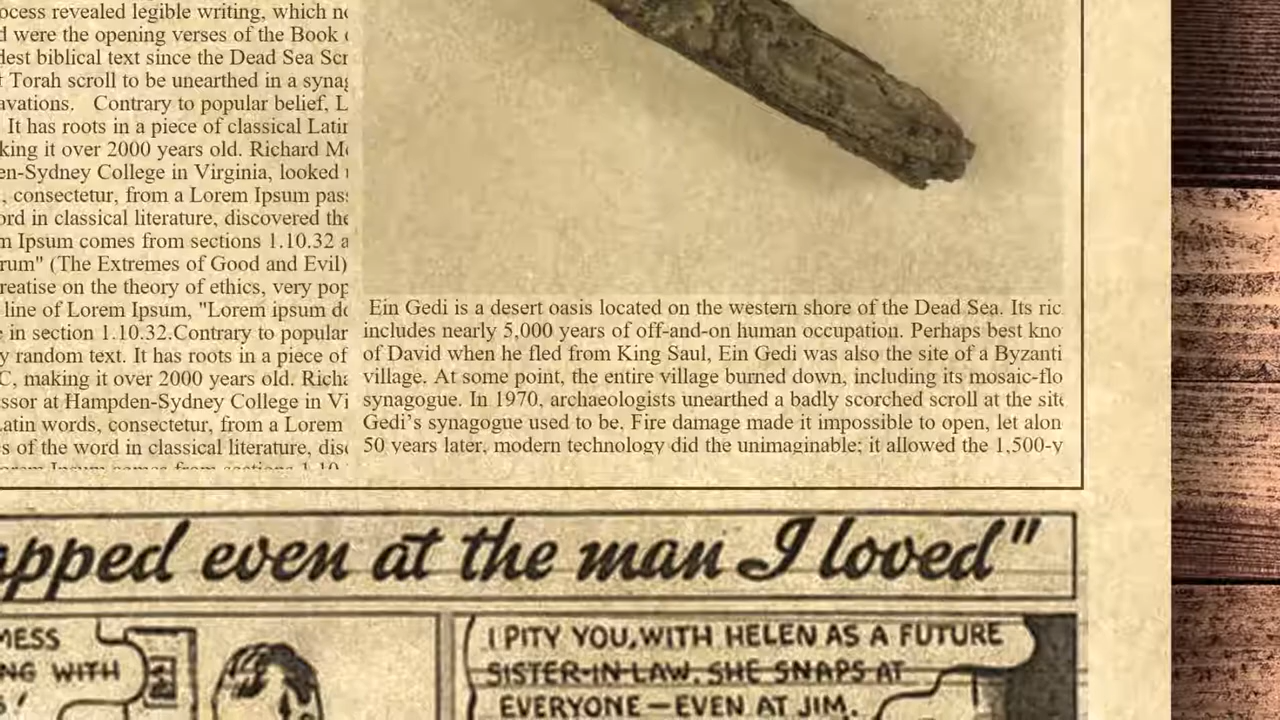 ocess revealed legible writing, which
were the opening verses of the Book
dest biblical text since the Dead Sea Scr
Torah scroll to be unearthed in a synag
avations. Contrary to popular belief, L
It has roots in a piece of classical Latin
king it over 2000 years old. Richard M
en-Sydney College in Virginia, looked
, consectetur, from a Lorem Ipsum pas
ord in classical literature, discovered the
m Ipsum comes from sections 1.10.32 a
rum" (The Extremes of Good and Evil)
reatise on the theory of ethics, very pop
line of Lorem Ipsum, "Lorem ipsum do
e in section 1.10.32.Contrary to popular
y random text. It has roots in a piece of
C, making it over 2000 years old. Richa
ssor at Hampden-Sydney College in Vi
Latin words, consectetur, from a Lorem
s of the word in classical literature, disc
orem Ipsum comes from sections 1.10.
Ein Gedi is a desert oasis located on the western shore of the Dead Sea. Its ric
includes nearly 5,000 years of off-and-on human occupation. Perhaps best kno
of David when he fled from King Saul, Ein Gedi was also the site of a Byzanti
village. At some point, the entire village burned down, including its mosaic-flo
synagogue. In 1970, archaeologists unearthed a badly scorched scroll at the site
Gedi's synagogue used to be. Fire damage made it impossible to open, let alon
50 years later, modern technology did the unimaginable; it allowed the 1,500-y
apped even at the man I loved"
MESS
NG WITH
I PITY YOU, WITH HELEN AS A FUTURE
SISTER-IN-LAW. SHE SNAPS AT
EVERYONE—EVEN AT JIM.